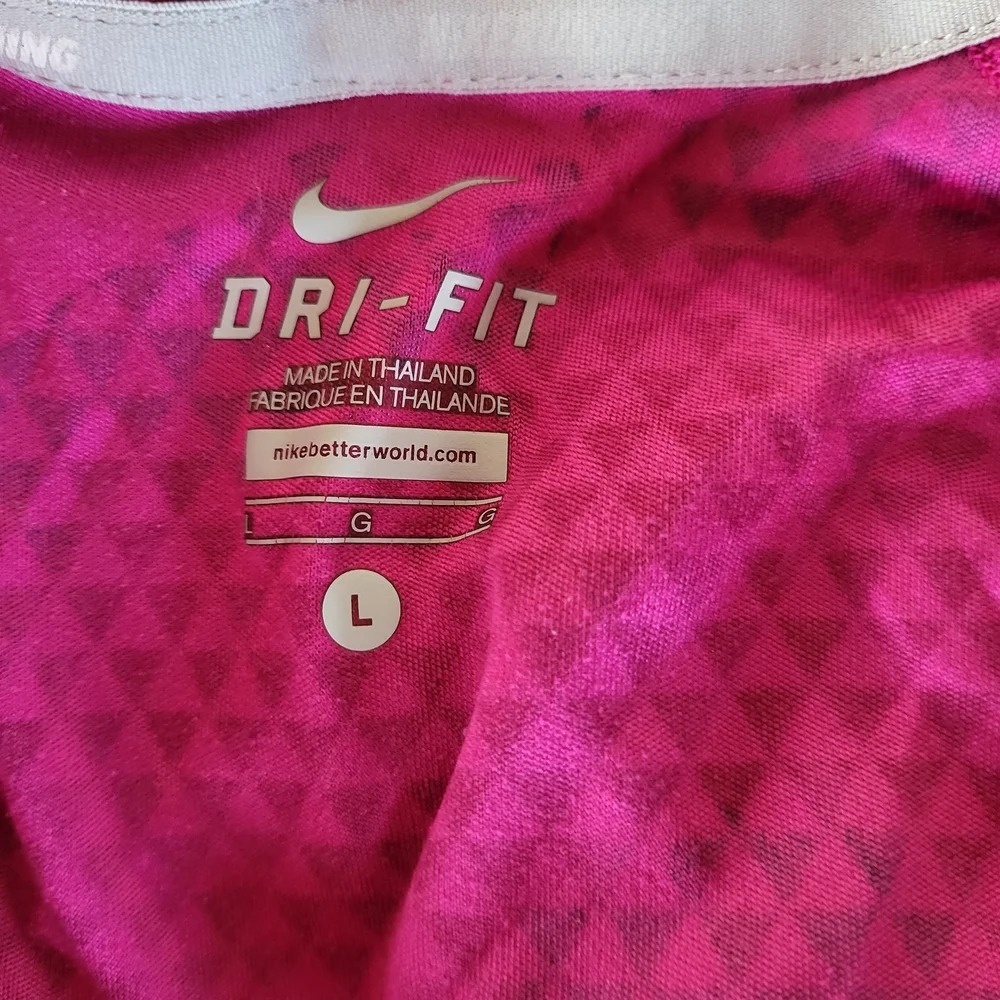 DRI-FIT
MADE IN THAILAND
FABRIQUE EN THAILANDE
nikebetterworld.com
L G G
L